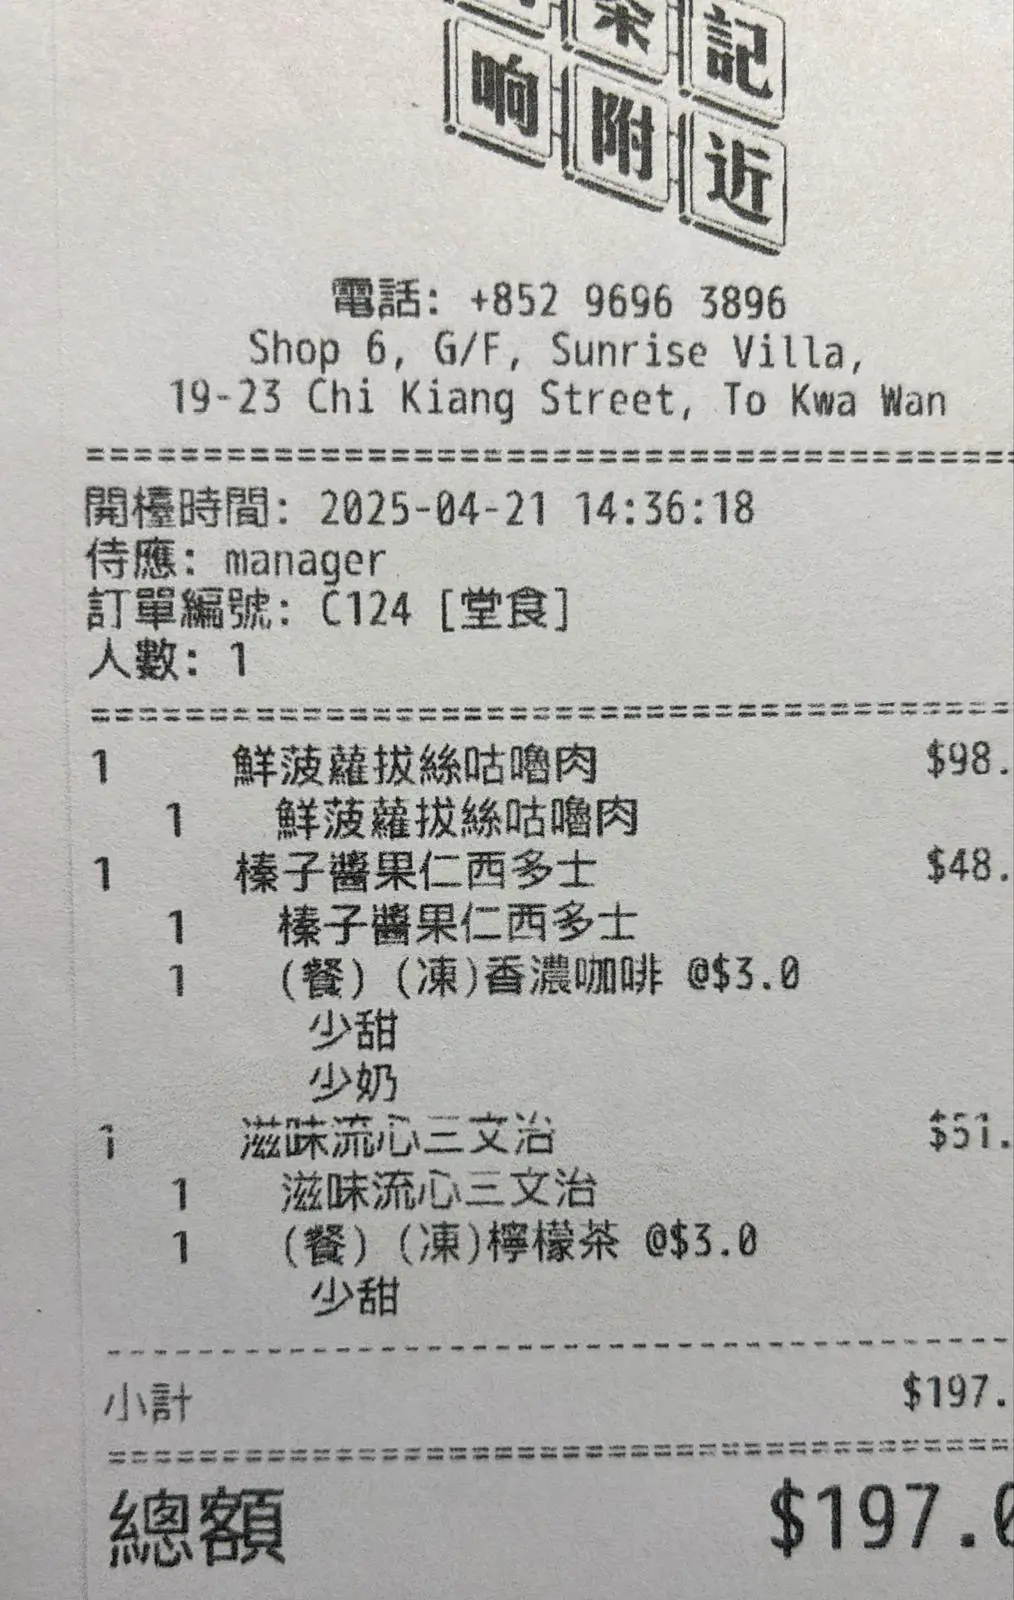 茶記
响附近
電話: +852 9696 3896
Shop 6, G/F, Sunrise Villa,
19-23 Chi Kiang Street, To Kwa Wan
========================================
開檯時間: 2025-04-21 14:36:18
侍應: manager
訂單編號: C124 [堂食]
人數: 1
========================================
1 鮮菠蘿拔絲咕嚕肉 $98.
1 鮮菠蘿拔絲咕嚕肉
1 榛子醬果仁西多士 $48.
1 榛子醬果仁西多士
1 (餐) (凍)香濃咖啡 @$3.0
少甜
少奶
1 滋味流心三文治 $51.
1 滋味流心三文治
1 (餐) (凍)檸檬茶 @$3.0
少甜
----------------------------------------
小計 $197.
========================================
總額 $197.0